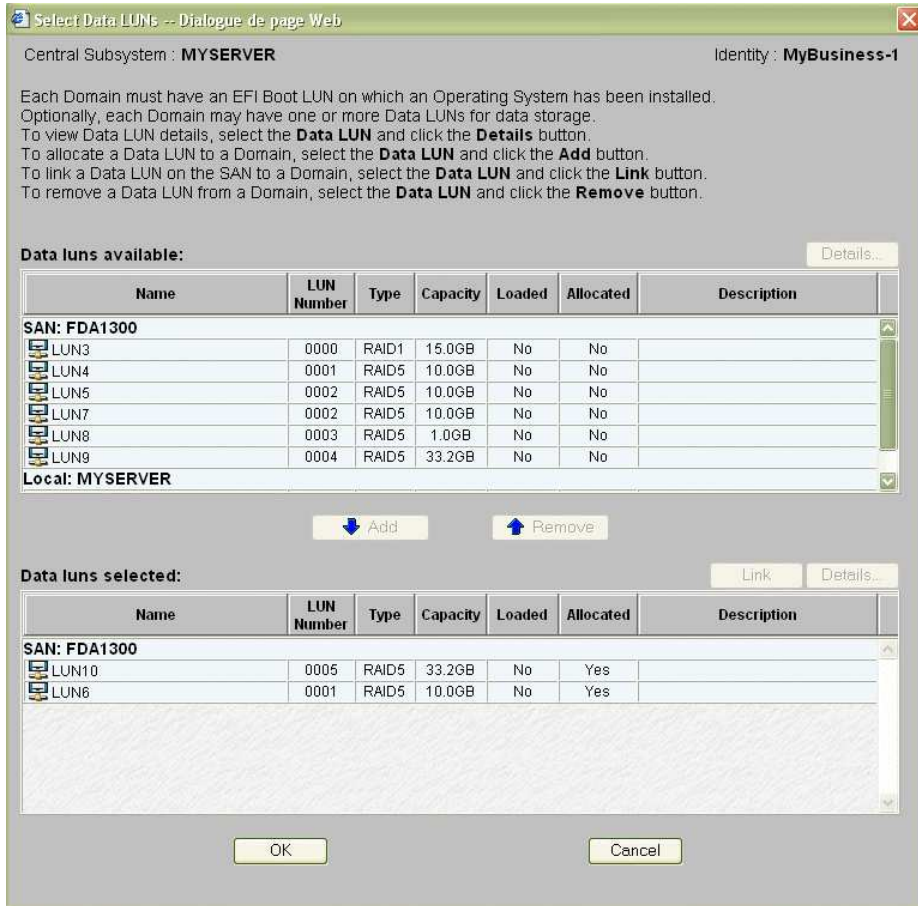 Select Data LUNs -- Dialogue de page Web
Central Subsystem : MYSERVER Identity : MyBusiness-1
Each Domain must have an EFI Boot LUN on which an Operating System has been installed.
Optionally, each Domain may have one or more Data LUNs for data storage.
To view Data LUN details, select the Data LUN and click the Details button.
To allocate a Data LUN to a Domain, select the Data LUN and click the Add button.
To link a Data LUN on the SAN to a Domain, select the Data LUN and click the Link button.
To remove a Data LUN from a Domain, select the Data LUN and click the Remove button.
Data luns available: Details...
Name LUN Number Type Capacity Loaded Allocated Description
SAN: FDA1300
LUN3 0000 RAID1 15.0GB No No
LUN4 0001 RAID5 10.0GB No No
LUN5 0002 RAID5 10.0GB No No
LUN7 0002 RAID5 10.0GB No No
LUN8 0003 RAID5 1.0GB No No
LUN9 0004 RAID5 33.2GB No No
Local: MYSERVER
Add Remove
Data luns selected: Link Details...
Name LUN Number Type Capacity Loaded Allocated Description
SAN: FDA1300
LUN10 0005 RAID5 33.2GB No Yes
LUN6 0001 RAID5 10.0GB No Yes
OK Cancel